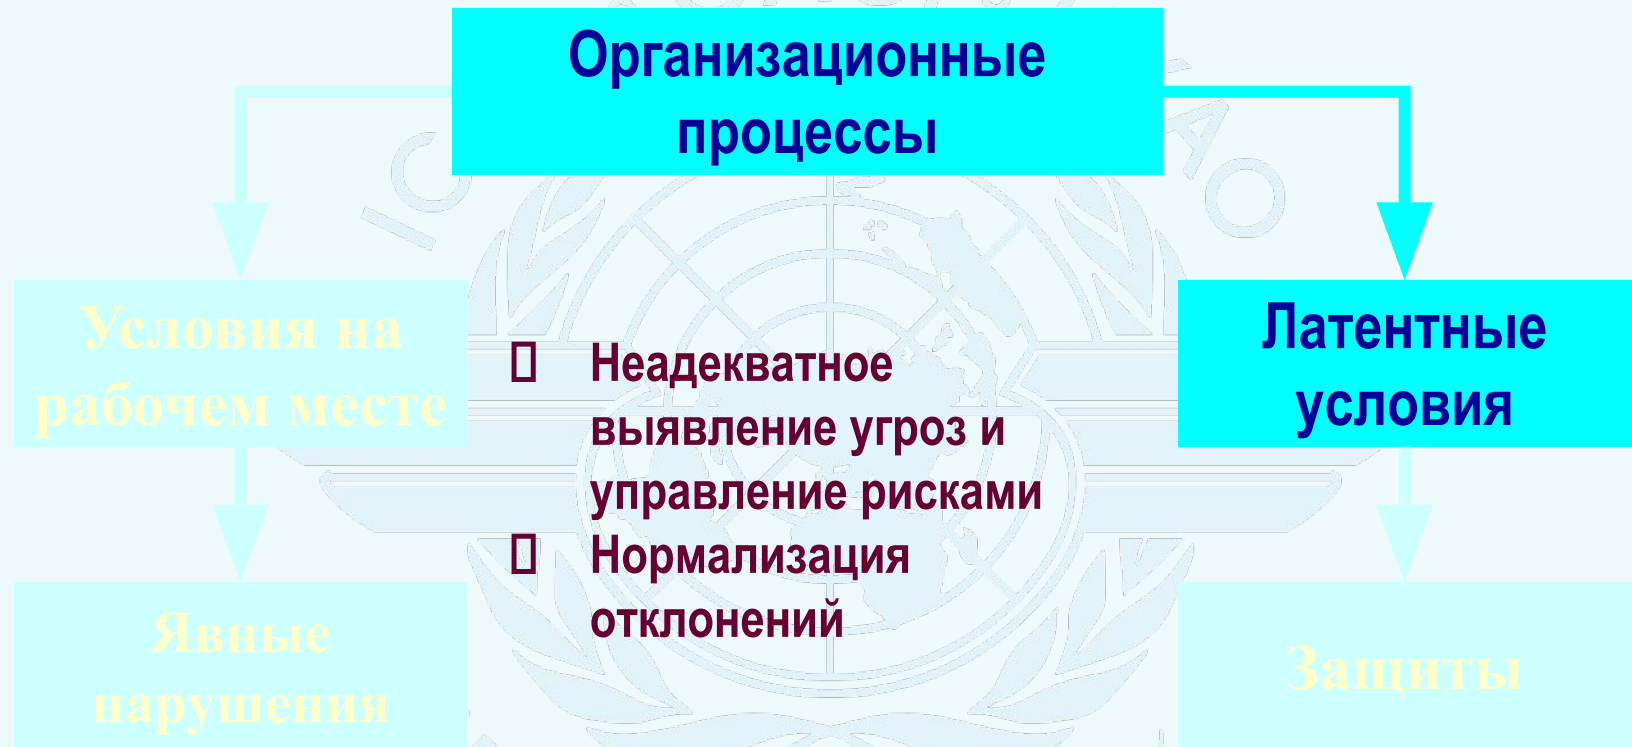 Организационные
процессы
Условия на
рабочем месте
Неадекватное
выявление угроз и
управление рисками
Нормализация
отклонений
Латентные
условия
Явные
нарушения
Защиты